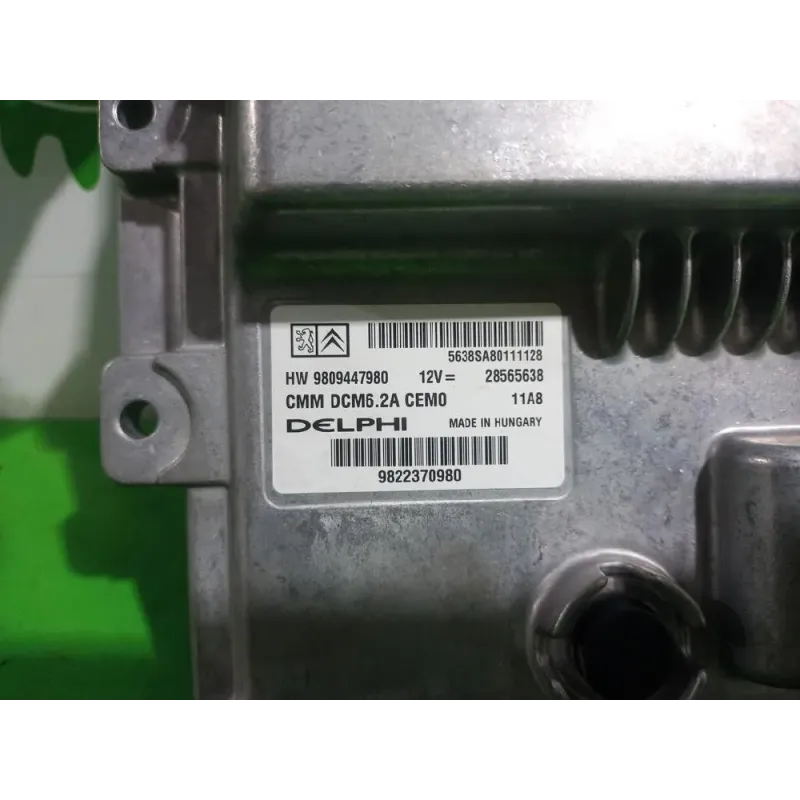 5638SA80111128
HW 9809447980 12V= 28565638
CMM DCM6.2A CEM0 11A8
DELPHI MADE IN HUNGARY
9822370980